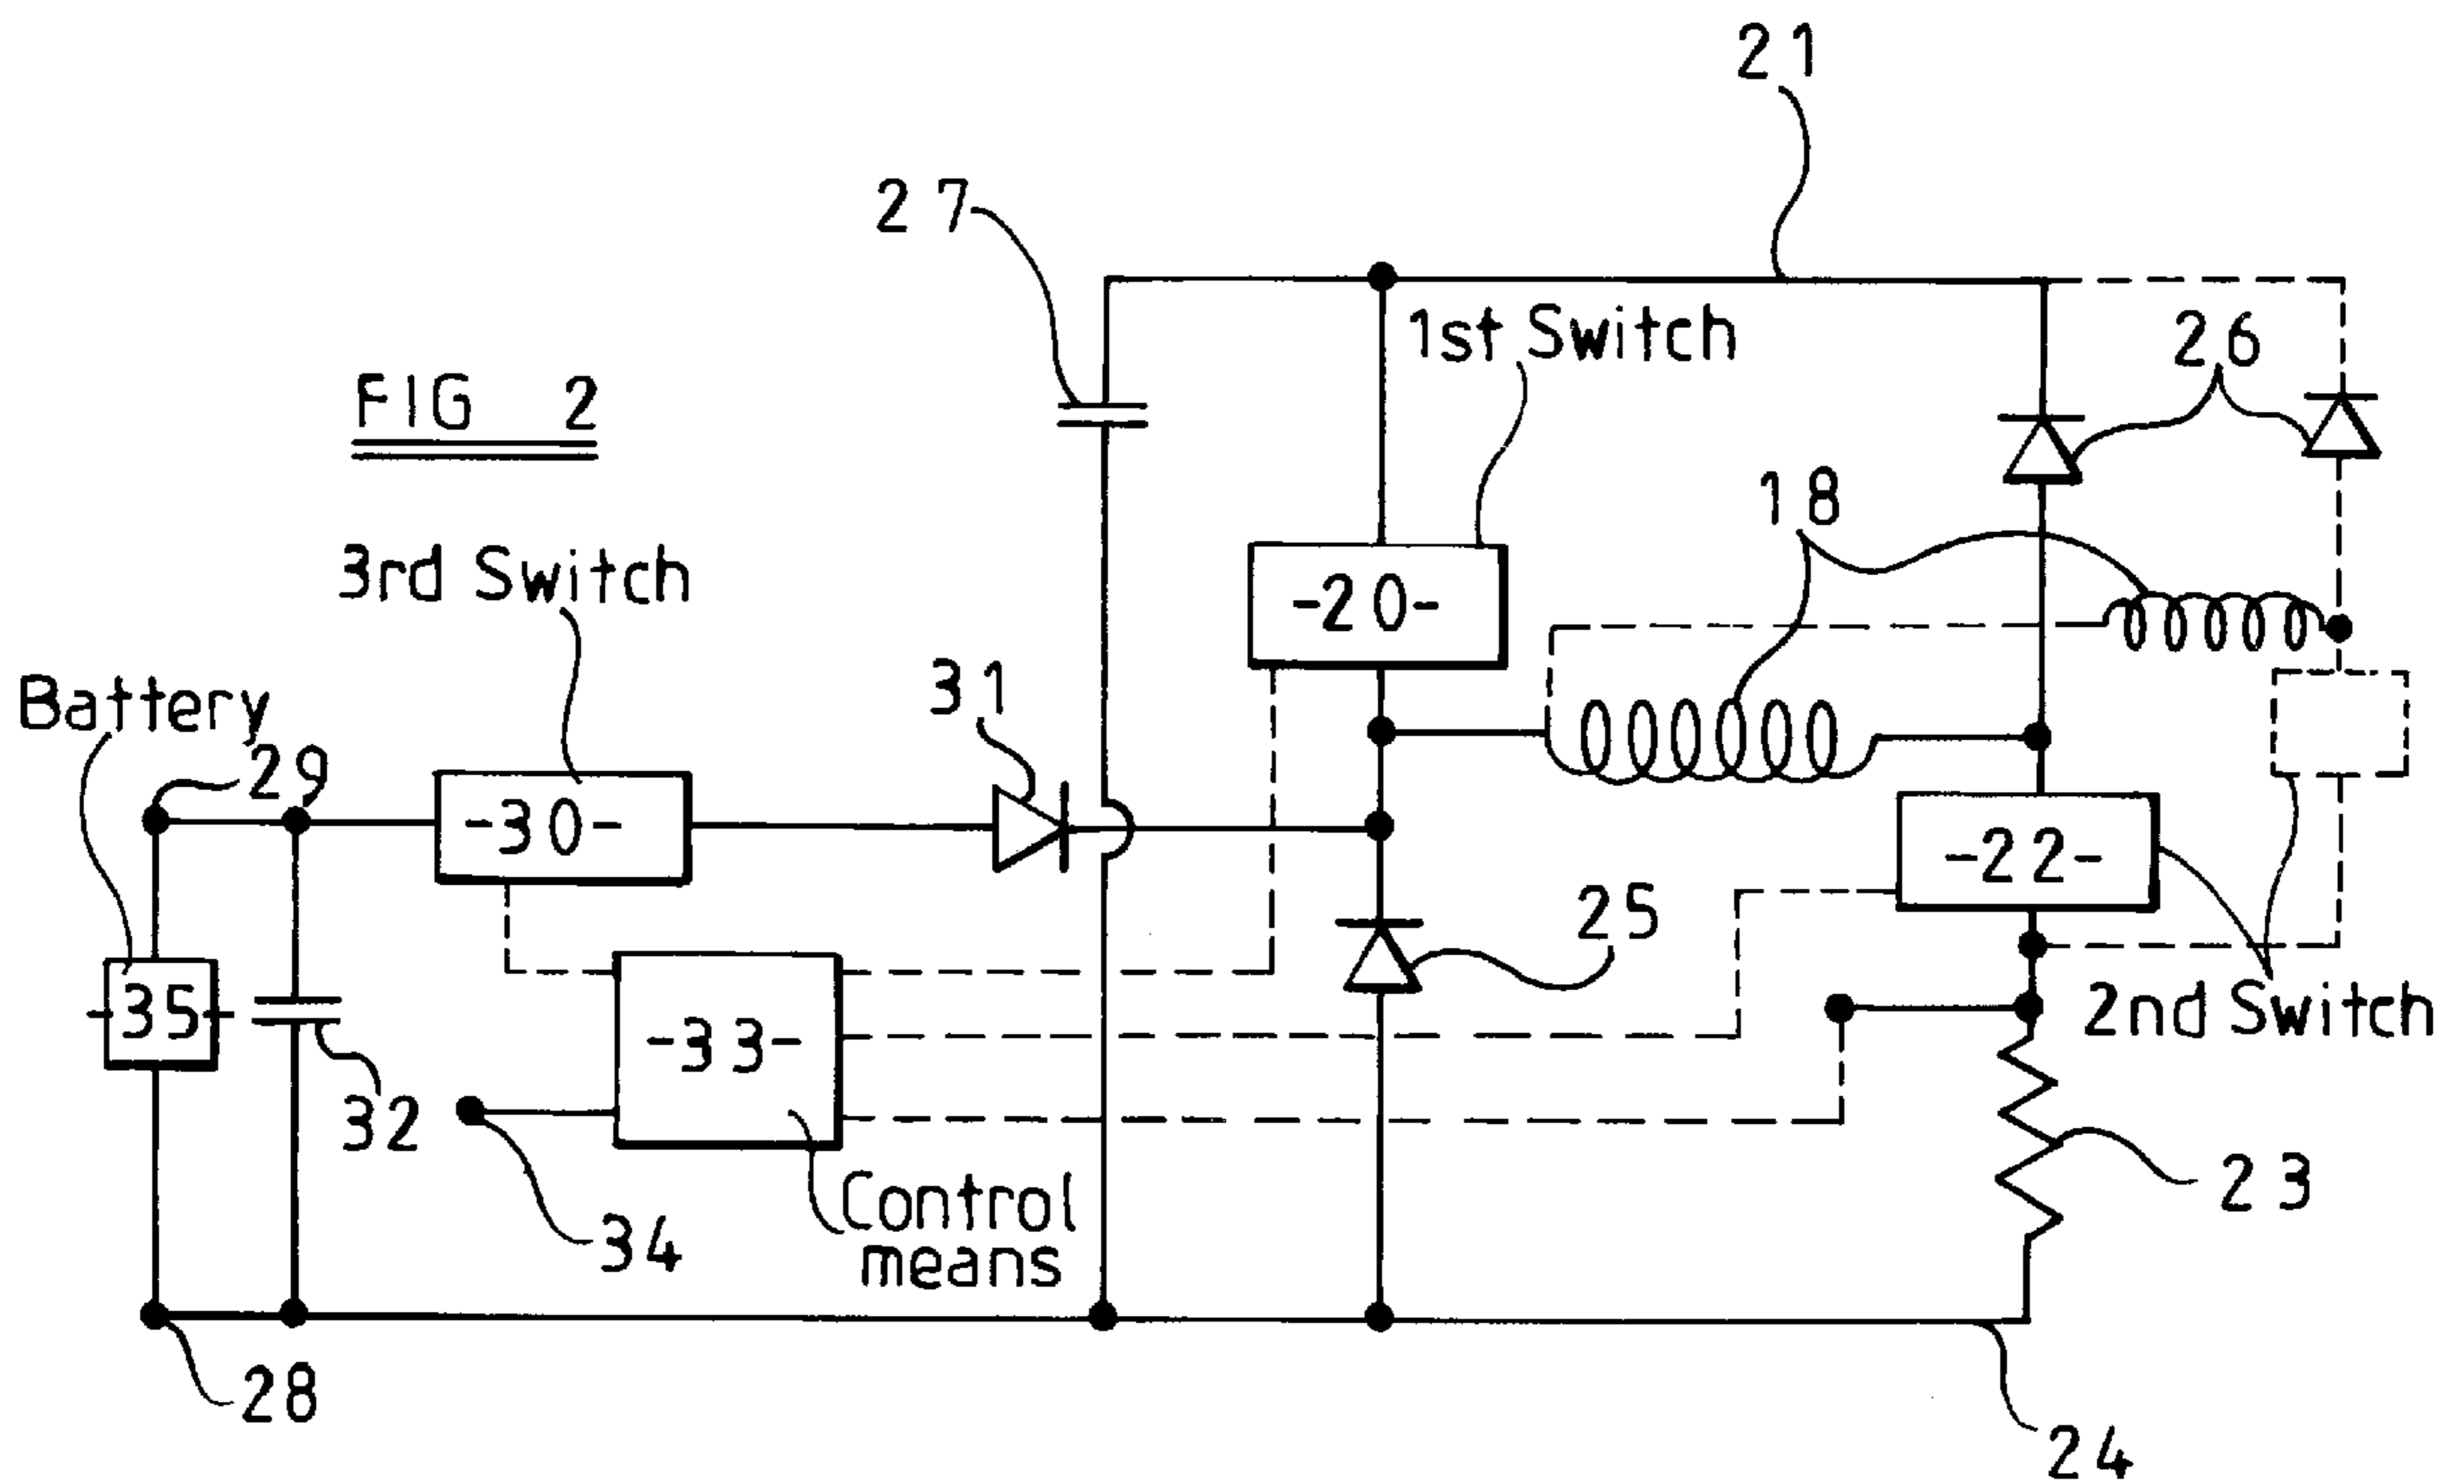 21
27
1st Switch
26
FIG 2
18
3rd Switch
-20-
31
Battery
29
-30-
-22-
25
-35-
-33-
2nd Switch
32
23
34
Control
means
28
24